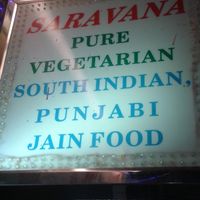 SARAVANA
PURE
VEGETARIAN
SOUTH INDIAN,
PUNJABI
JAIN FOOD